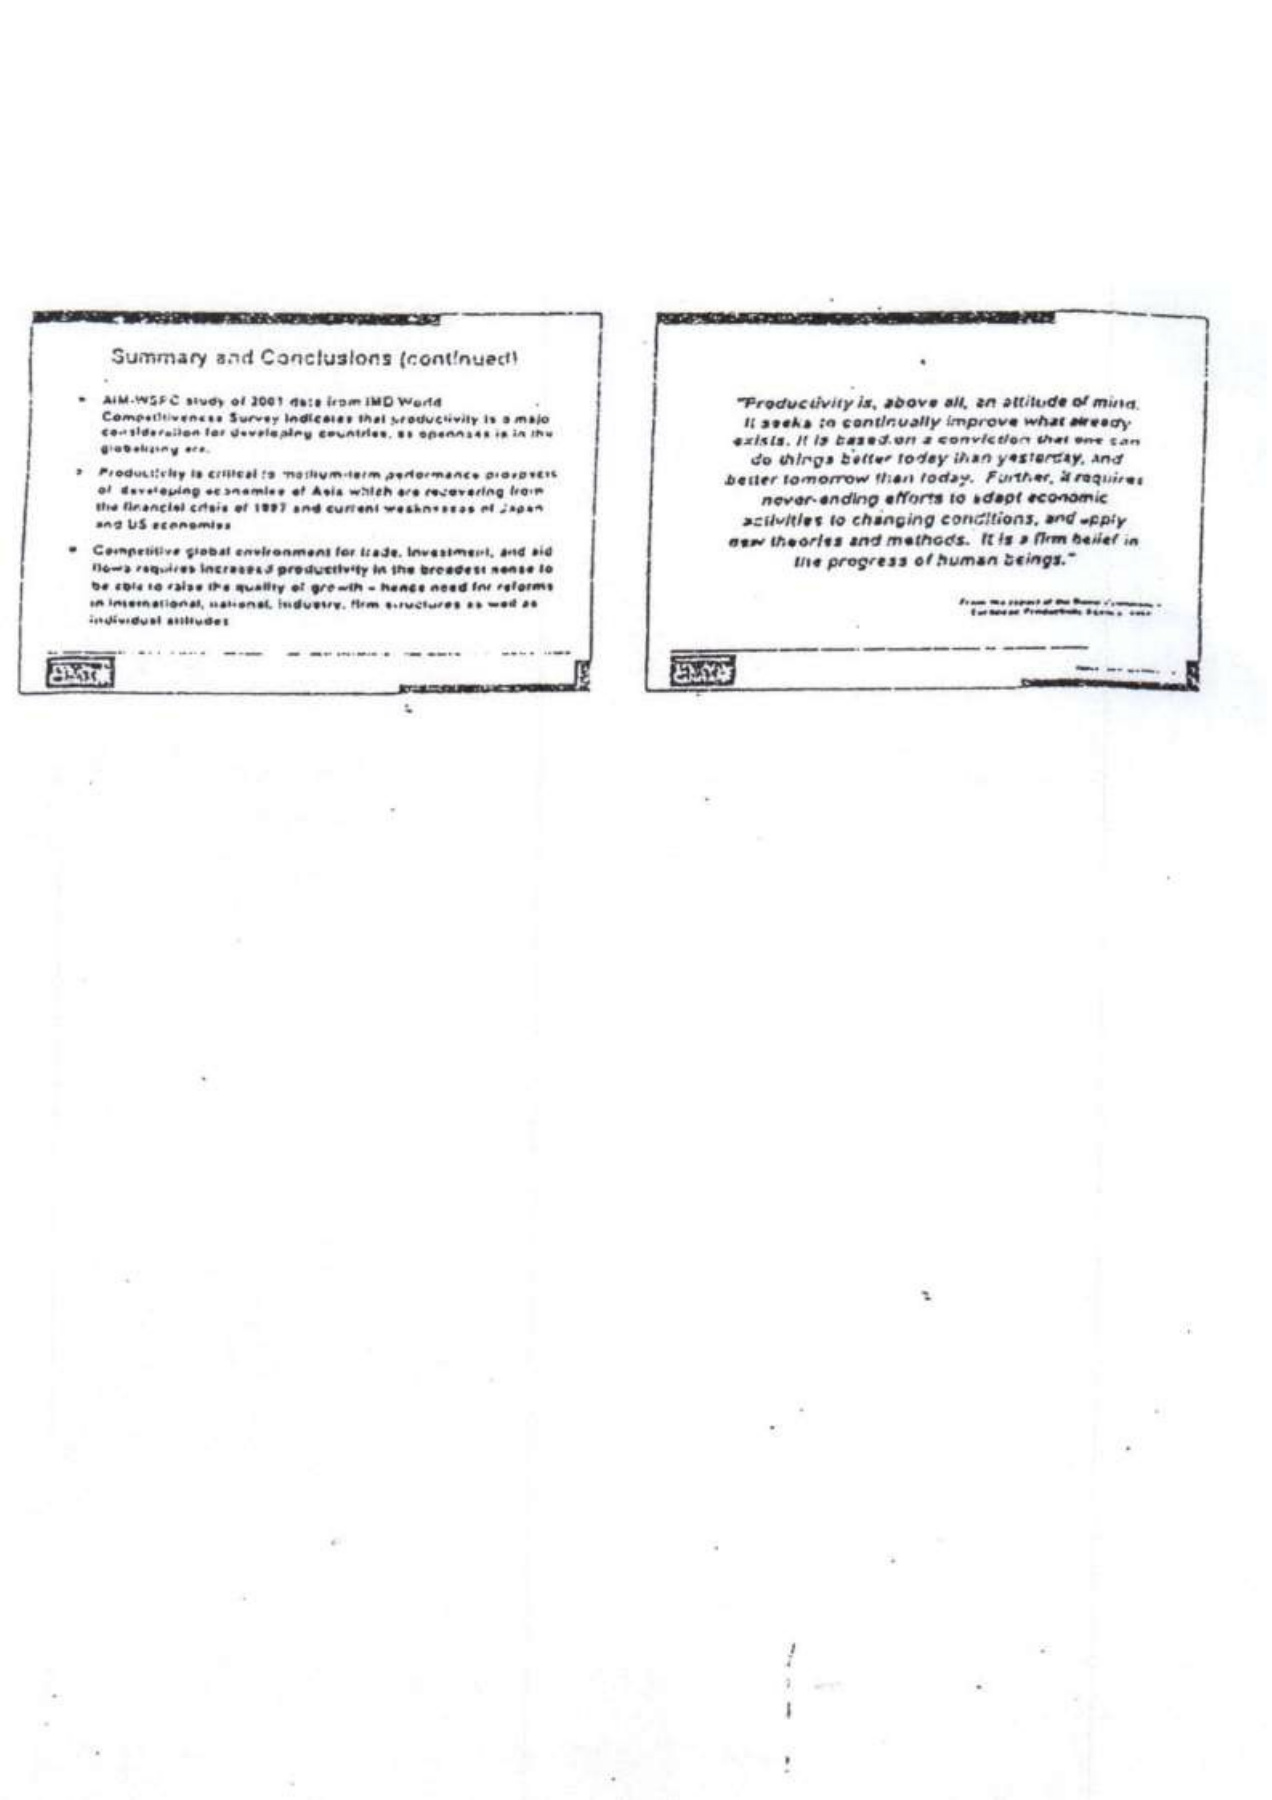 Summary and Conclusions (continued)
AIM-WSFC study of 2001 data from IMD World
Competitiveness Survey indicates that productivity is a major
consideration for developing countries, as openness is in the
globalizing era.
Productivity is critical to medium-term performance prospects
of developing economies of Asia which are recovering from
the financial crisis of 1997 and current weaknesses of Japan
and US economies
Competitive global environment for trade, investment, and aid
flows requires increased productivity in the broadest sense to
be able to raise the quality of growth – hence need for reforms
in international, national, industry, firm structures as well as
individual attitudes
"Productivity is, above all, an attitude of mind.
It seeks to continually improve what already
exists. It is based on a conviction that one can
do things better today than yesterday, and
better tomorrow than today. Further, it requires
never-ending efforts to adapt economic
activities to changing conditions, and apply
new theories and methods. It is a firm belief in
the progress of human beings."
From the report of the Rome
European Productivity